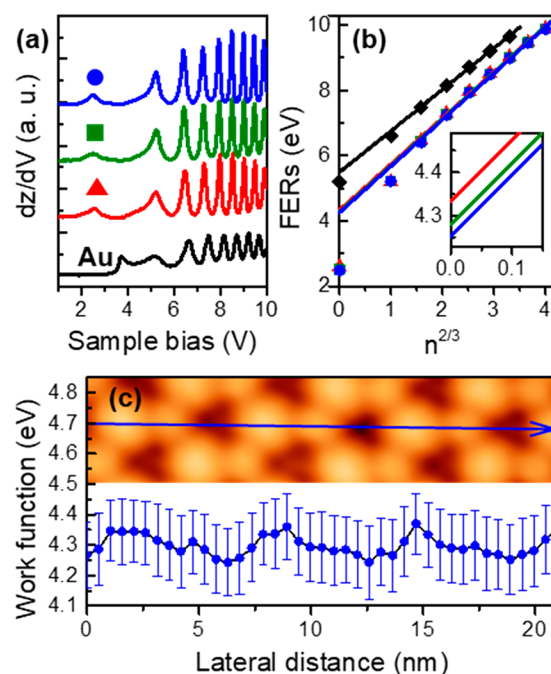 (a)
dz/dV (a. u.)
Au
2 4 6 8 10
Sample bias (V)
(b)
FERs (eV)
10
8
6
4
2
0 1 2 3 4
n^{2/3}
4.4
4.3
0.0 0.1
(c)
Work function (eV)
4.8
4.7
4.6
4.5
4.4
4.3
4.2
4.1
0 5 10 15 20
Lateral distance (nm)